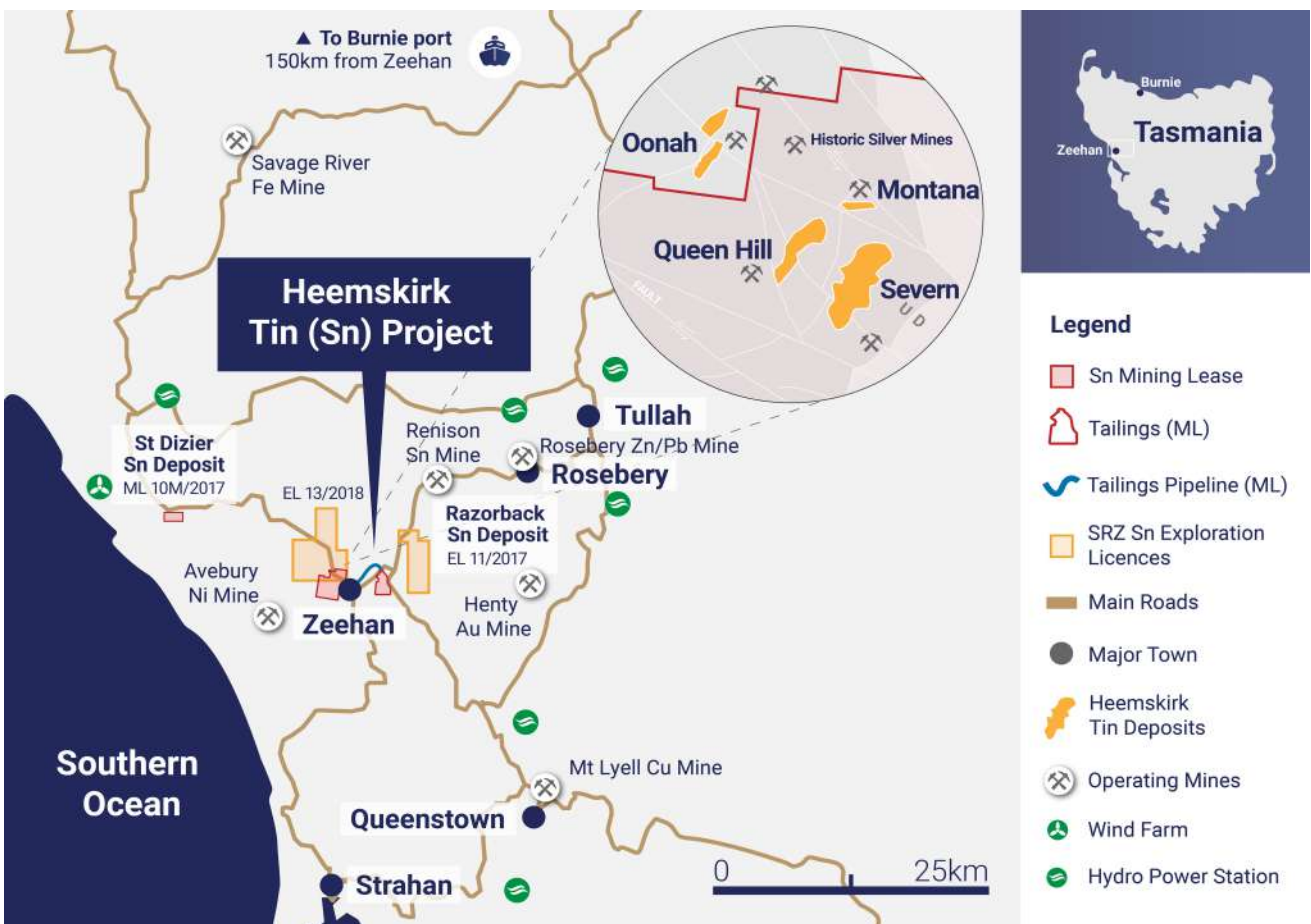 ▲ To Burnie port
150km from Zeehan
Savage River
Fe Mine
Heemskirk
Tin (Sn) Project
Oonah
Historic Silver Mines
Montana
Queen Hill
Severn
FAULT
U D
St Dizier
Sn Deposit
ML 10M/2017
EL 13/2018
Renison
Sn Mine
Tullah
Rosebery Zn/Pb Mine
Rosebery
Razorback
Sn Deposit
EL 11/2017
Avebury
Ni Mine
Zeehan
Henty
Au Mine
Southern
Ocean
Mt Lyell Cu Mine
Queenstown
Strahan
0 25km
Burnie
Tasmania
Zeehan
Legend
Sn Mining Lease
Tailings (ML)
Tailings Pipeline (ML)
SRZ Sn Exploration
Licences
Main Roads
Major Town
Heemskirk
Tin Deposits
Operating Mines
Wind Farm
Hydro Power Station